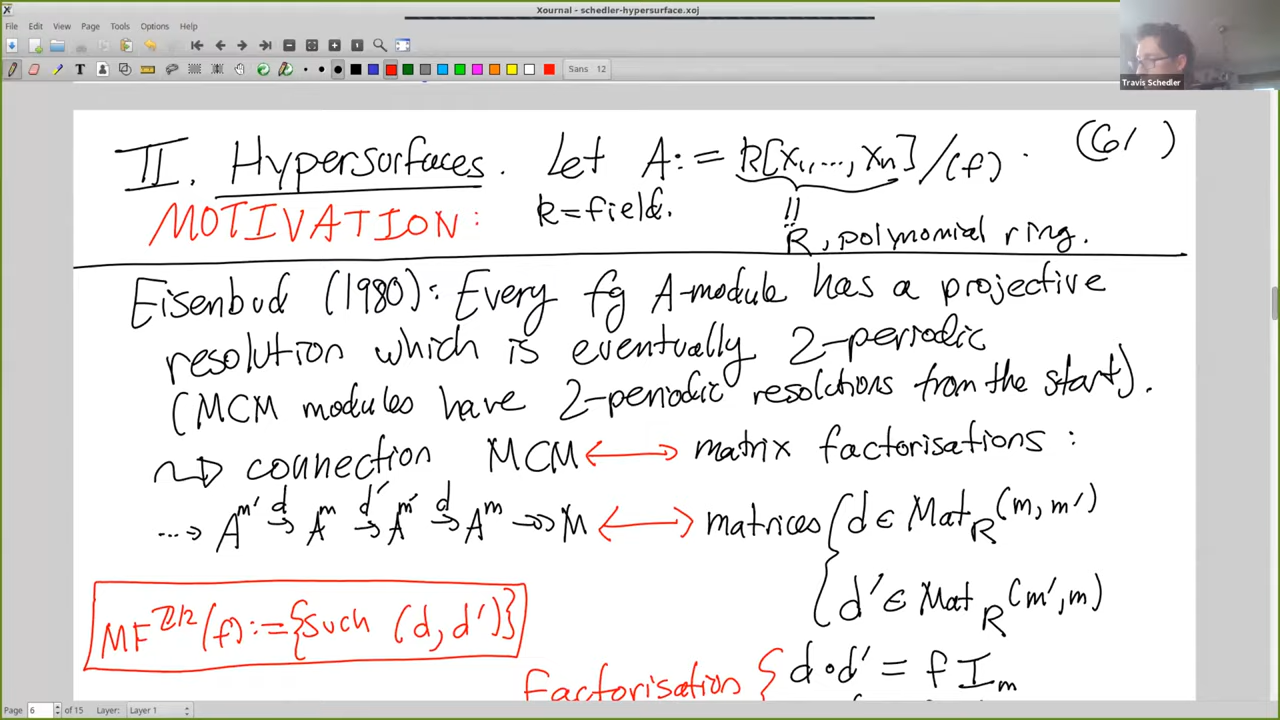 Xournal - schedler-hypersurface.xoj
File Edit View Page Tools Options Help
Sans 12
Travis Schedler
II. Hypersurfaces. Let A := k[x₁,..., xₙ]/(f). (6/ )
MOTIVATION: k = field.
R, polynomial ring.
Eisenbud (1980): Every fg A-module has a projective
resolution which is eventually 2-periodic
(MCM modules have 2-periodic resolutions from the start).
⇝ connection MCM ↔ matrix factorisations:
... → A^m' →^d A^m →^d' A^m' →^d A^m ↠ M ↔ matrices { d ∈ Mat_R(m, m')
d' ∈ Mat_R(m', m)
MF^Z/2(f) := {such (d, d')}
Factorisation { d∘d' = f I_m
Page 6 of 15 Layer: Layer 1